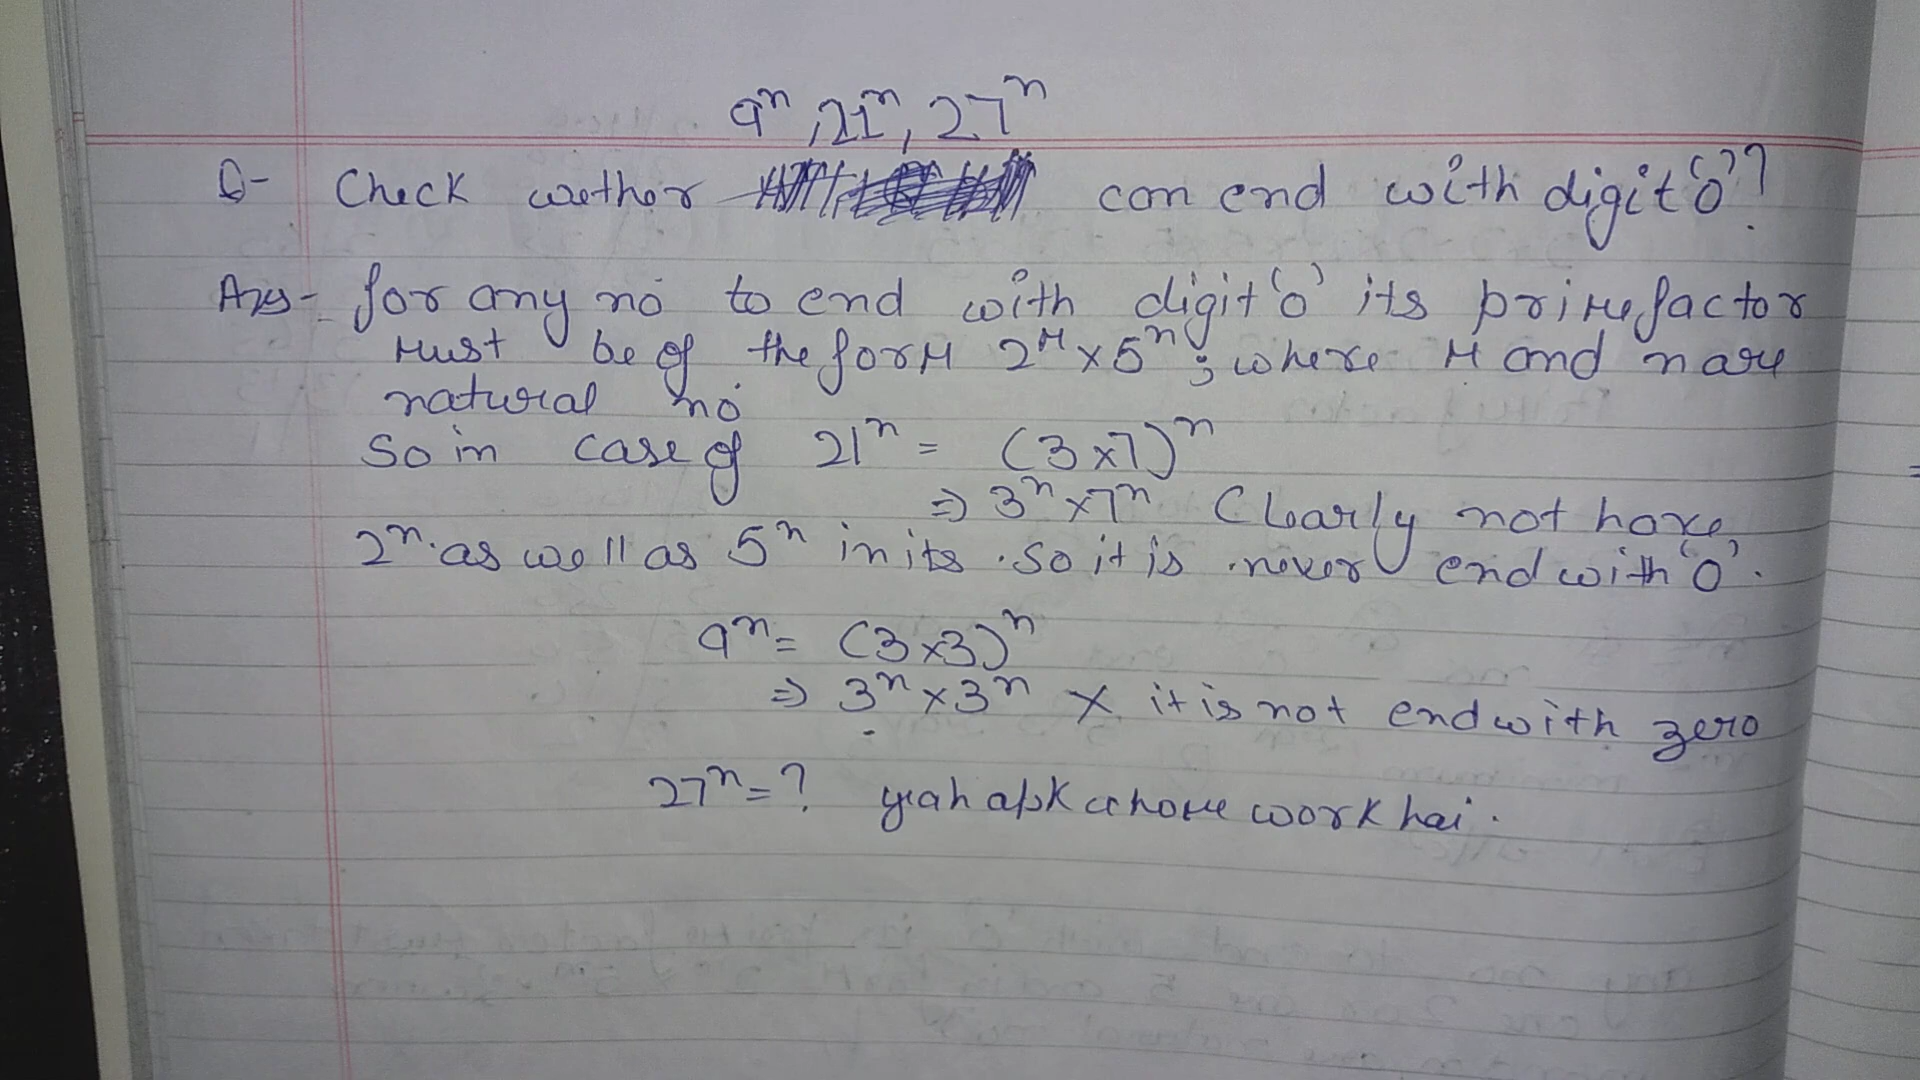 9ⁿ, 21ⁿ, 27ⁿ
Q- Check wether can end with digit '0'?
Ans- for any no to end with digit '0' its prime factor
must be of the form 2ᴹ × 5ⁿ ; where M and n are
natural no
So in case of 21ⁿ = (3×7)ⁿ
⇒ 3ⁿ×7ⁿ Clearly not have
2ⁿ. as well as 5ⁿ in its . So it is never end with '0'.
9ⁿ = (3×3)ⁿ
⇒ 3ⁿ × 3ⁿ × it is not end with zero
27ⁿ = ? yeah apk a home work hai .